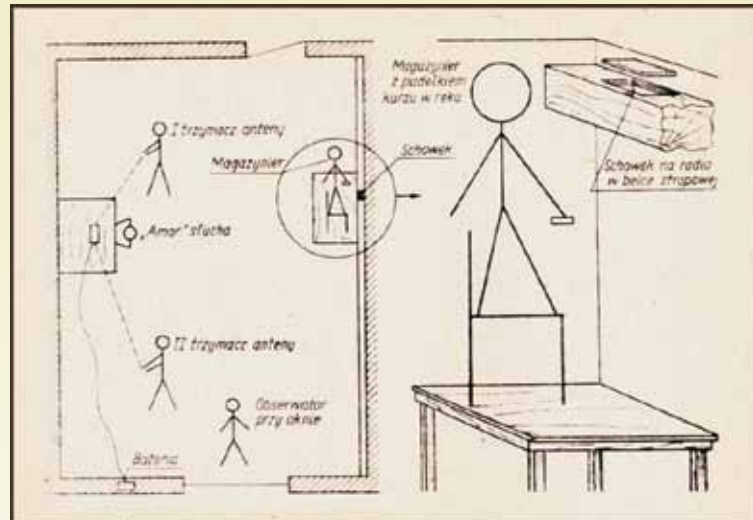 I trzymacz anteny
Magazynier
Schowek
„Amor" słucha
II trzymacz anteny
Obserwator
przy oknie
Bateria
Magazynier
z pudełkiem
kurzu w ręku
Schowek na radio
w belce stropowej